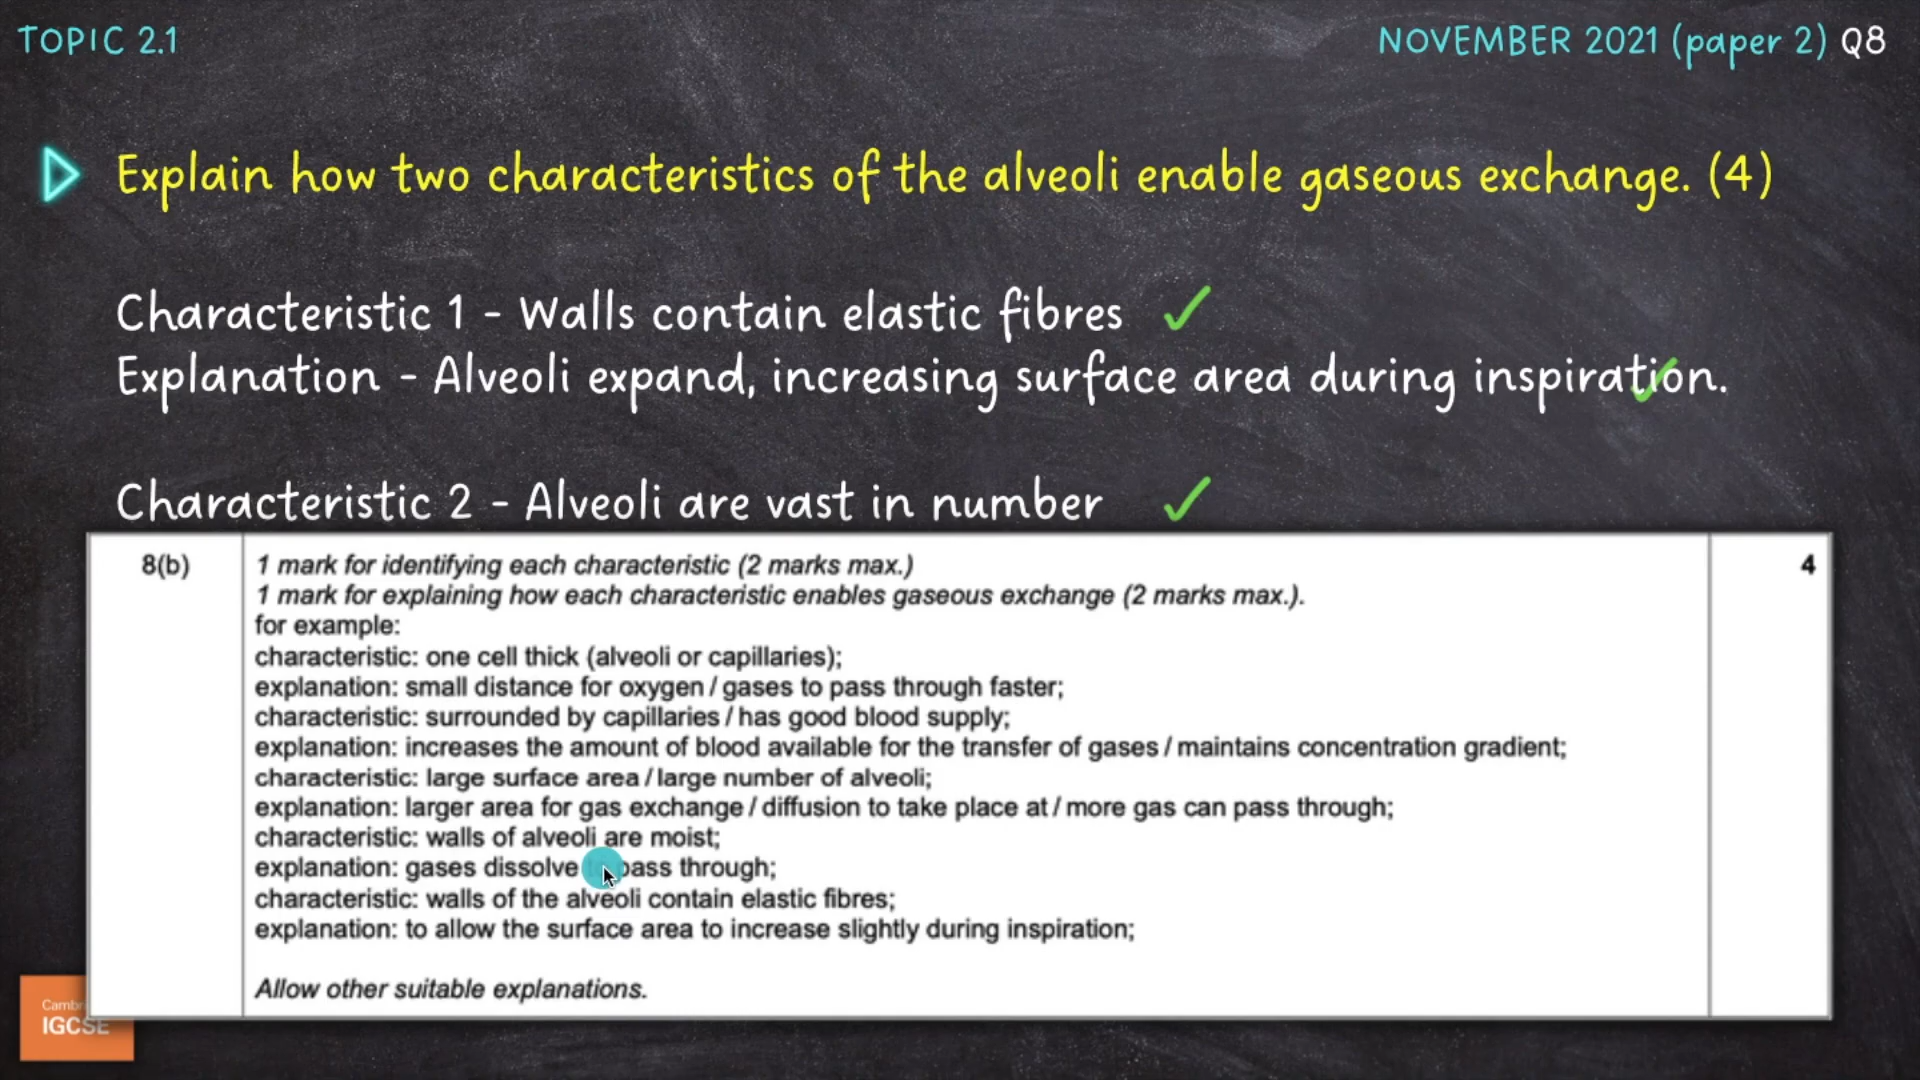 TOPIC 2.1
NOVEMBER 2021 (paper 2) Q8
Explain how two characteristics of the alveoli enable gaseous exchange. (4)
Characteristic 1 - Walls contain elastic fibres
Explanation - Alveoli expand, increasing surface area during inspiration.
Characteristic 2 - Alveoli are vast in number
8(b)
1 mark for identifying each characteristic (2 marks max.)
4
1 mark for explaining how each characteristic enables gaseous exchange (2 marks max.).
for example:
characteristic: one cell thick (alveoli or capillaries);
explanation: small distance for oxygen / gases to pass through faster;
characteristic: surrounded by capillaries / has good blood supply;
explanation: increases the amount of blood available for the transfer of gases / maintains concentration gradient;
characteristic: large surface area / large number of alveoli;
explanation: larger area for gas exchange / diffusion to take place at / more gas can pass through;
characteristic: walls of alveoli are moist;
explanation: gases dissolve to pass through;
characteristic: walls of the alveoli contain elastic fibres;
explanation: to allow the surface area to increase slightly during inspiration;
Allow other suitable explanations.
IGCSE